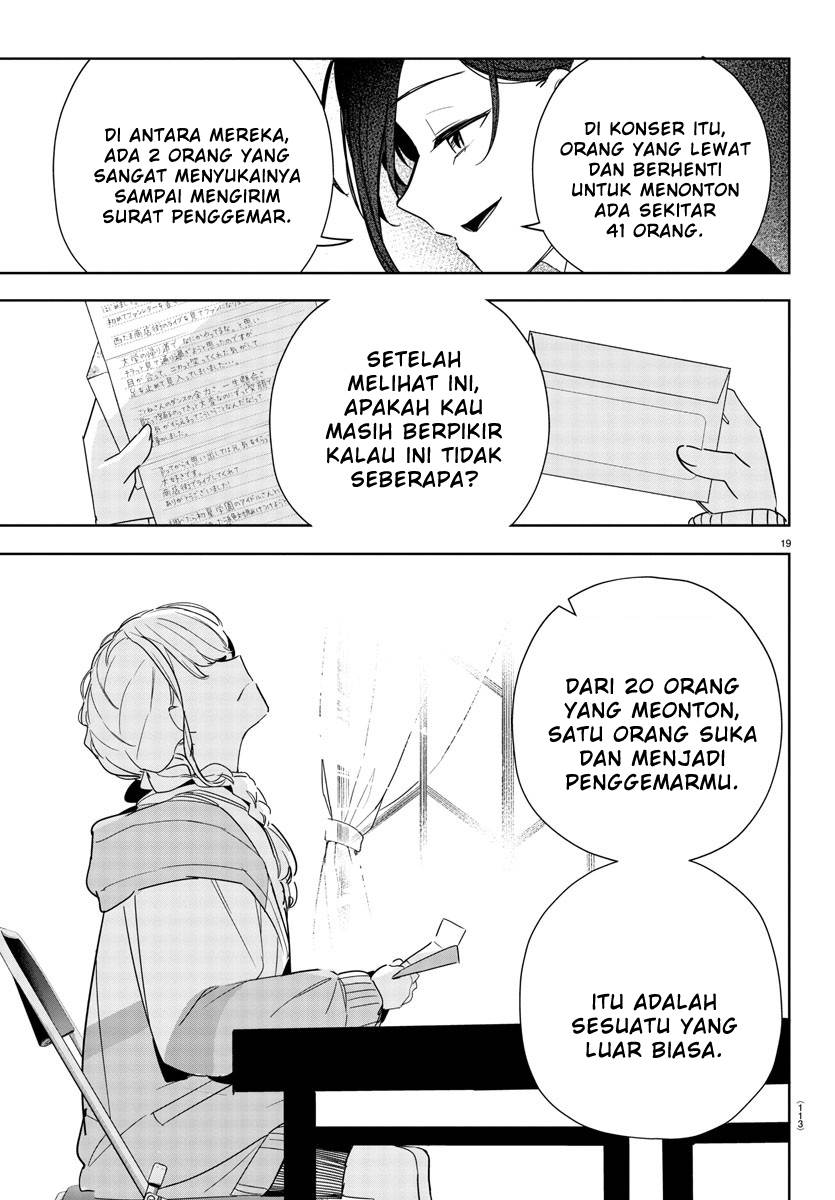 DI KONSER ITU,
ORANG YANG LEWAT
DAN BERHENTI
UNTUK MENONTON
ADA SEKITAR
41 ORANG.
DI ANTARA MEREKA,
ADA 2 ORANG YANG
SANGAT MENYUKAINYA
SAMPAI MENGIRIM
SURAT PENGGEMAR.
SETELAH
MELIHAT INI,
APAKAH KAU
MASIH BERPIKIR
KALAU INI TIDAK
SEBERAPA?
19
DARI 20 ORANG
YANG MEONTON,
SATU ORANG SUKA
DAN MENJADI
PENGGEMARMU.
ITU ADALAH
SESUATU YANG
LUAR BIASA.
(113)